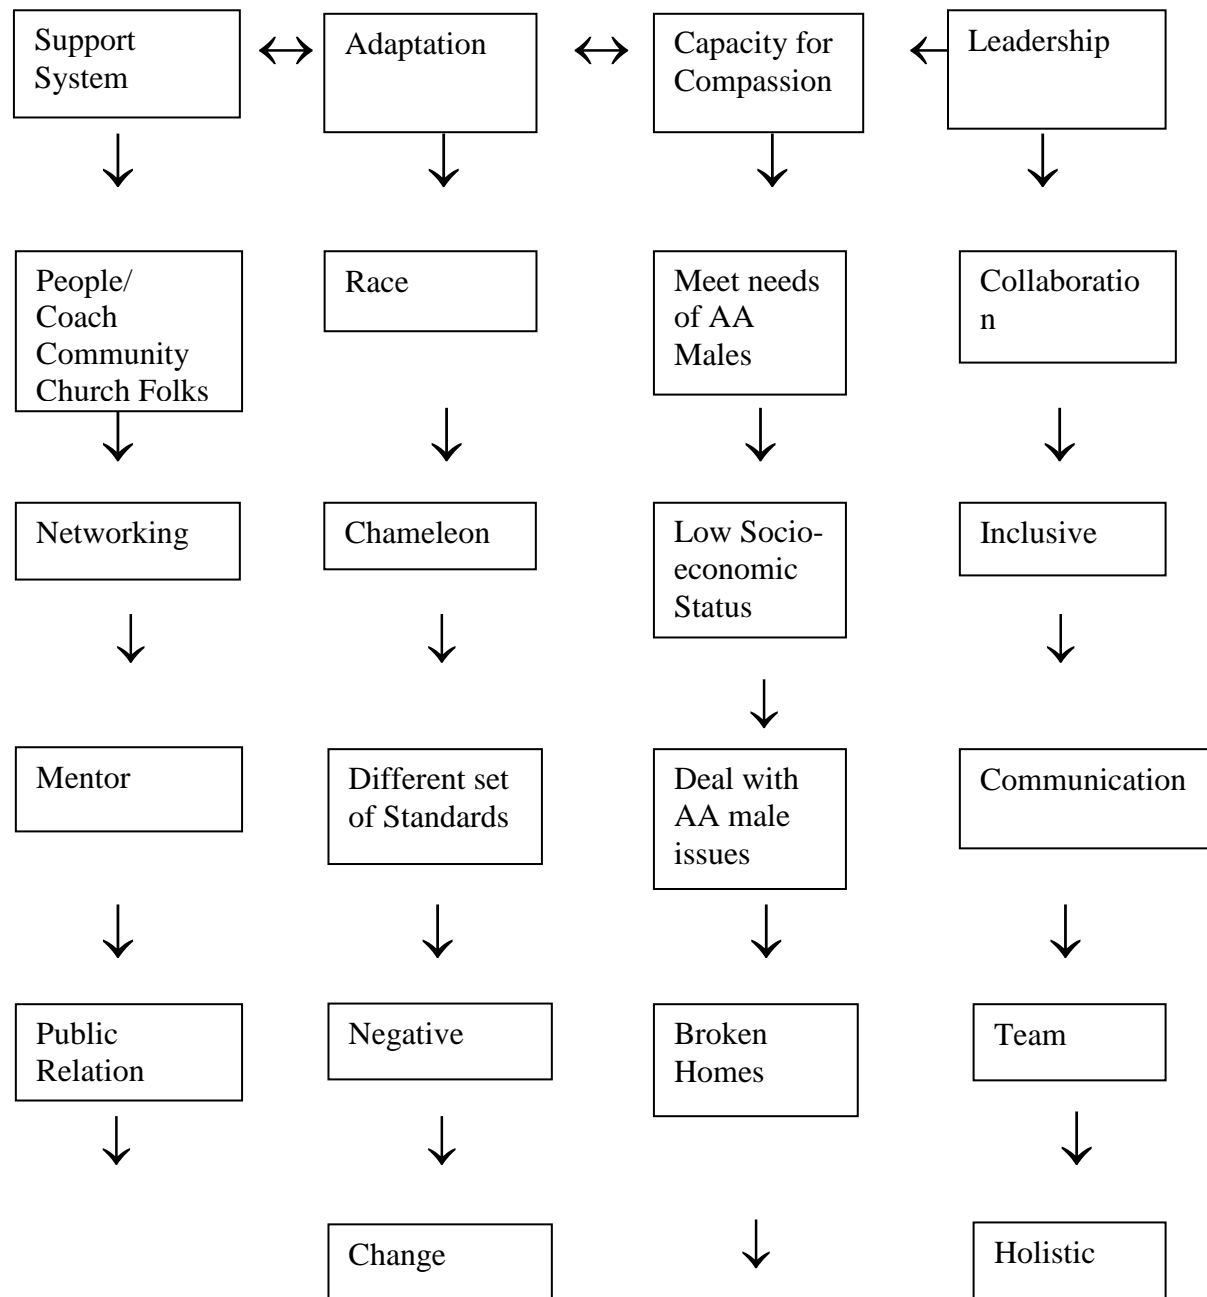 Support
System
Adaptation
Capacity for
Compassion
Leadership
People/
Coach
Community
Church Folks
Race
Meet needs
of AA
Males
Collaboratio
n
Networking
Chameleon
Low Socio-
economic
Status
Inclusive
Mentor
Different set
of Standards
Deal with
AA male
issues
Communication
Public
Relation
Negative
Broken
Homes
Team
Change
Holistic